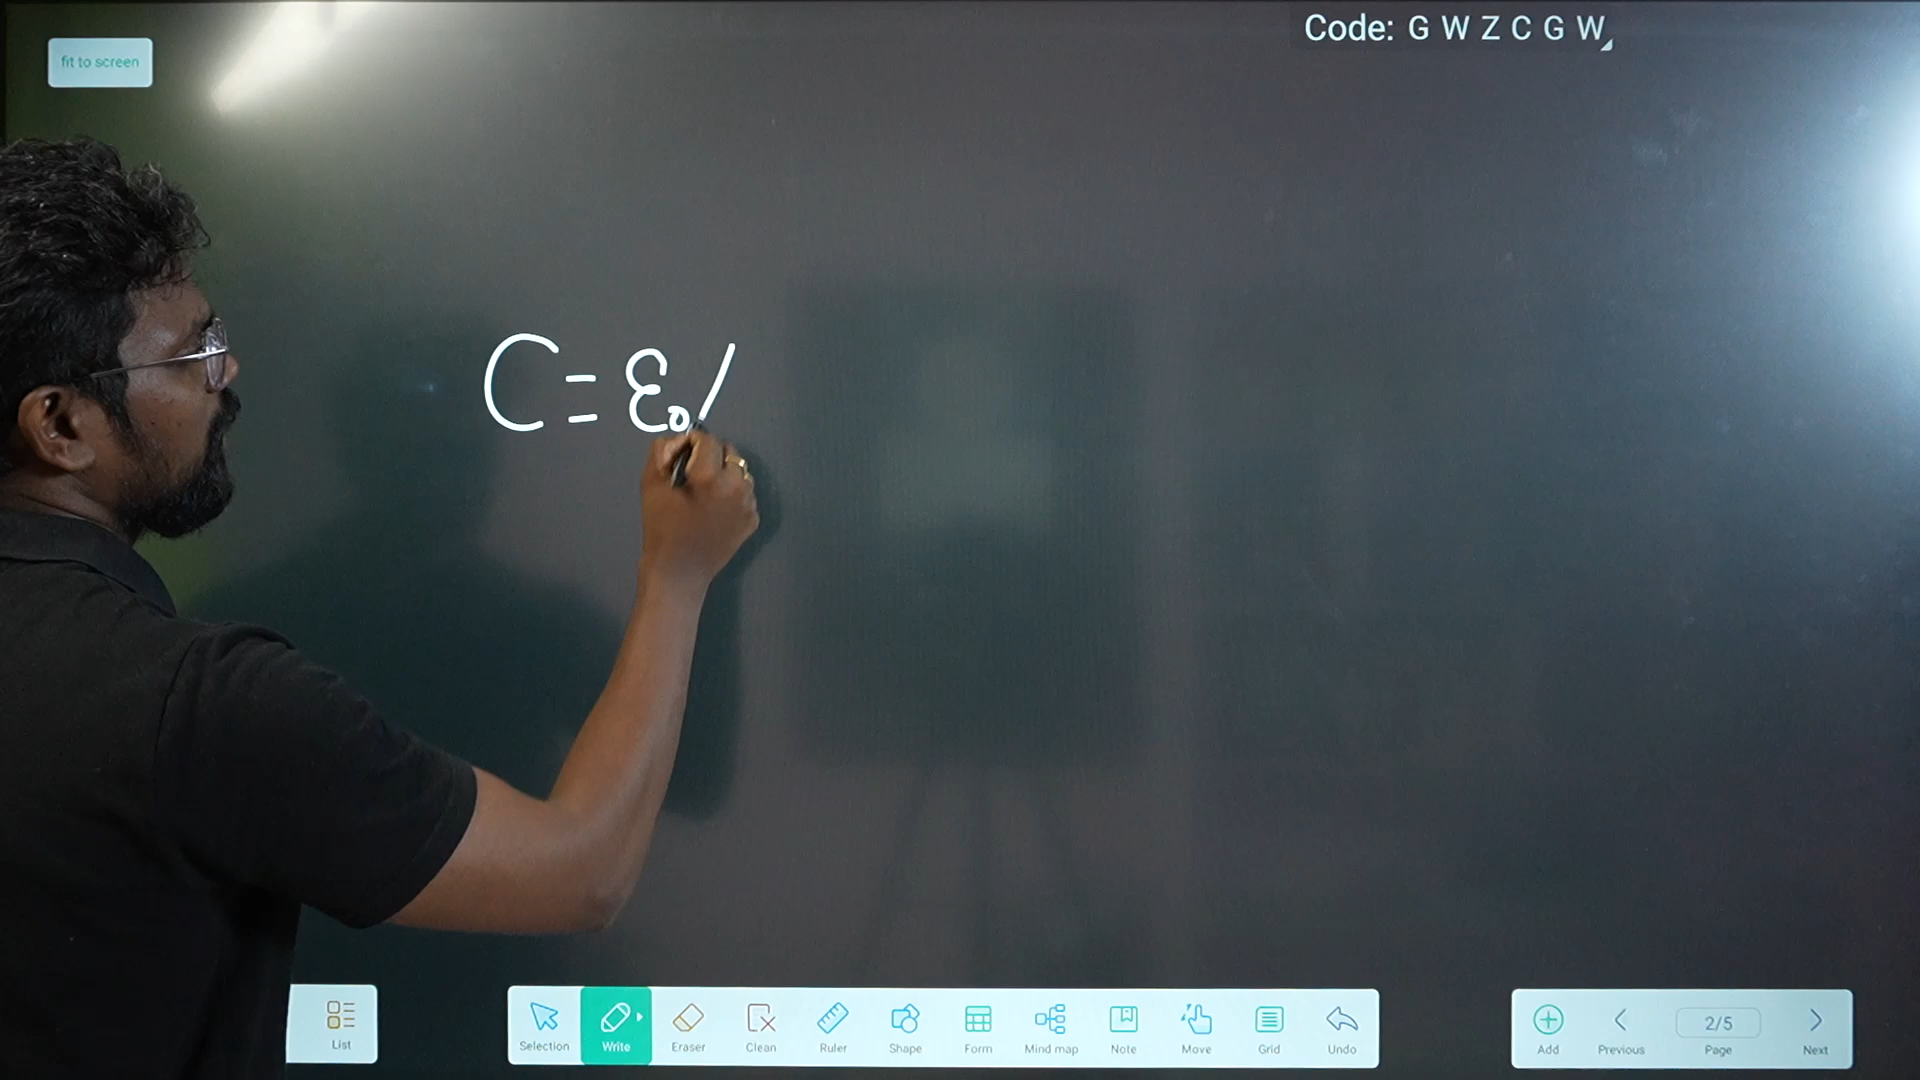 Code: G W Z C G W
fit to screen
C = ε₀/
List
Selection Write Eraser Clean Ruler Shape Form Mind map Note Move Grid Undo
Add Previous 2/5 Page Next